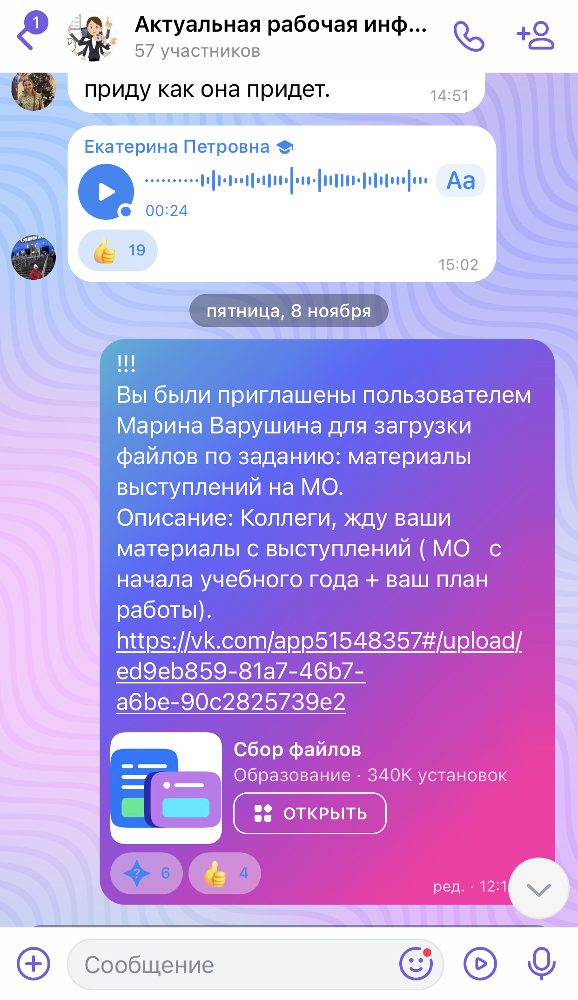 1
Актуальная рабочая инф...
57 участников
приду как она придет.
14:51
Екатерина Петровна
Aa
00:24
19
15:02
пятница, 8 ноября
!!!
Вы были приглашены пользователем
Марина Варушина для загрузки
файлов по заданию: материалы
выступлений на МО.
Описание: Коллеги, жду ваши
материалы с выступлений ( МО   с
начала учебного года + ваш план
работы).
https://vk.com/app51548357#/upload/
ed9eb859-81a7-46b7-
a6be-90c2825739e2
Сбор файлов
Образование · 340K установок
ОТКРЫТЬ
? 6
4
ред. · 12:1
Сообщение